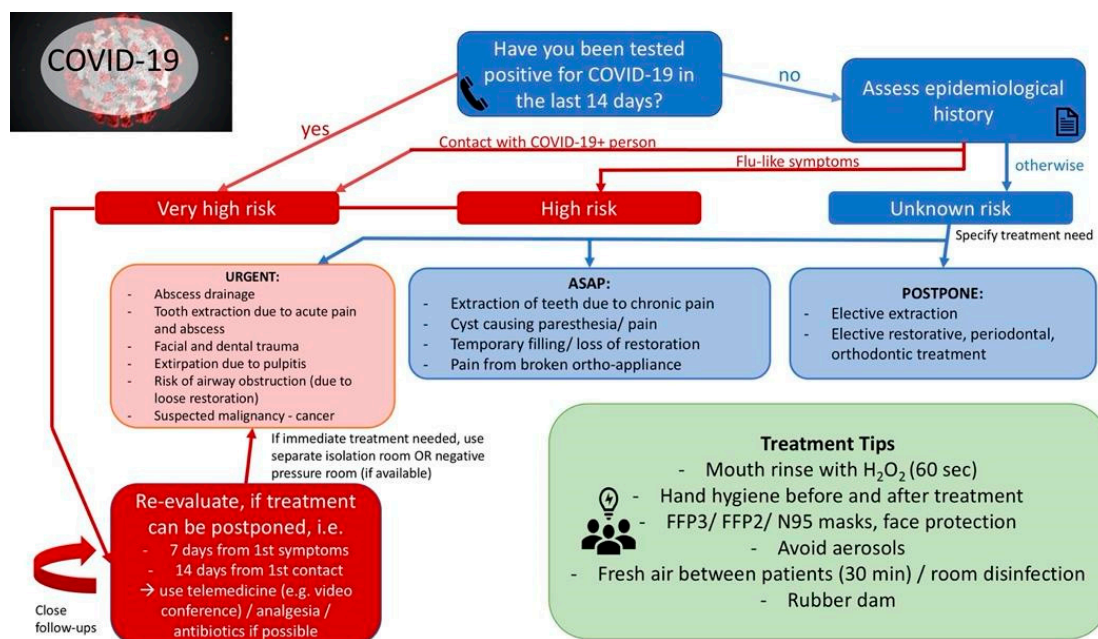 COVID-19
Have you been tested
positive for COVID-19 in
the last 14 days?
no
Assess epidemiological
history
yes
Contact with COVID-19+ person
Flu-like symptoms
otherwise
Very high risk
High risk
Unknown risk
Specify treatment need
URGENT:
- Abscess drainage
- Tooth extraction due to acute pain
and abscess
- Facial and dental trauma
- Extirpation due to pulpitis
- Risk of airway obstruction (due to
loose restoration)
- Suspected malignancy - cancer
ASAP:
- Extraction of teeth due to chronic pain
- Cyst causing paresthesia/ pain
- Temporary filling/ loss of restoration
- Pain from broken ortho-appliance
POSTPONE:
- Elective extraction
- Elective restorative, periodontal,
orthodontic treatment
If immediate treatment needed, use
separate isolation room OR negative
pressure room (if available)
Re-evaluate, if treatment
can be postponed, i.e.
- 7 days from 1st symptoms
- 14 days from 1st contact
→ use telemedicine (e.g. video
conference) / analgesia /
antibiotics if possible
Close
follow-ups
Treatment Tips
- Mouth rinse with H₂O₂ (60 sec)
- Hand hygiene before and after treatment
- FFP3/ FFP2/ N95 masks, face protection
- Avoid aerosols
- Fresh air between patients (30 min) / room disinfection
- Rubber dam